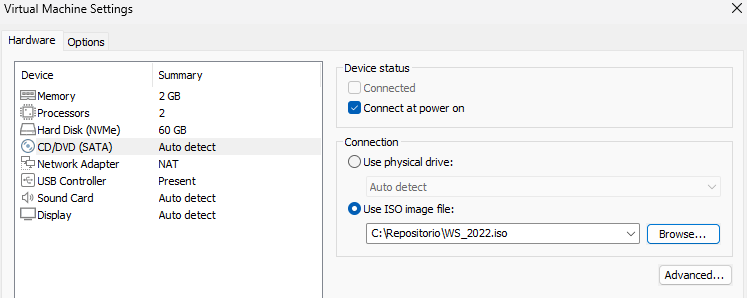 Virtual Machine Settings
Hardware Options
Device Summary
Memory 2 GB
Processors 2
Hard Disk (NVMe) 60 GB
CD/DVD (SATA) Auto detect
Network Adapter NAT
USB Controller Present
Sound Card Auto detect
Display Auto detect
Device status
Connected
Connect at power on
Connection
Use physical drive:
Auto detect
Use ISO image file:
C:\Repositorio\WS_2022.iso Browse...
Advanced...